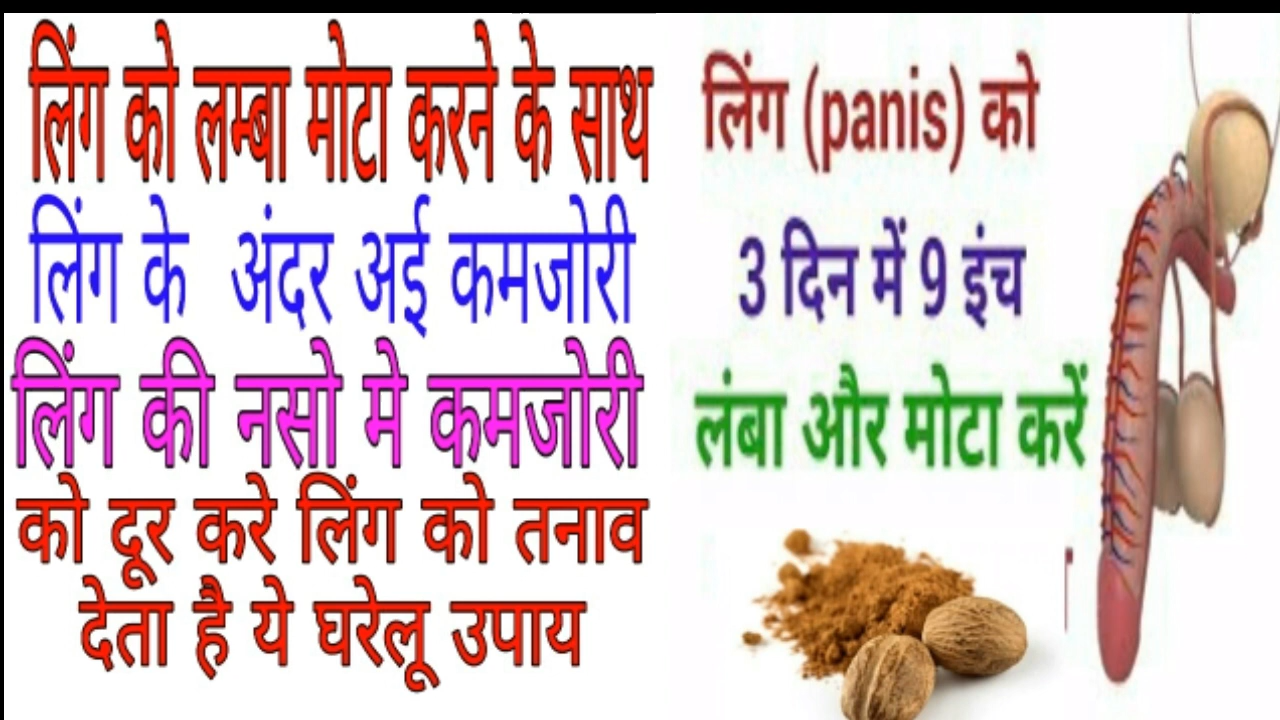 लिंग को लम्बा मोटा करने के साथ
लिंग के अंदर अई कमजोरी
लिंग की नसो मे कमजोरी
को दूर करे लिंग को तनाव
देता है ये घरेलू उपाय
लिंग (panis) को
3 दिन में 9 इंच
लंबा और मोटा करें